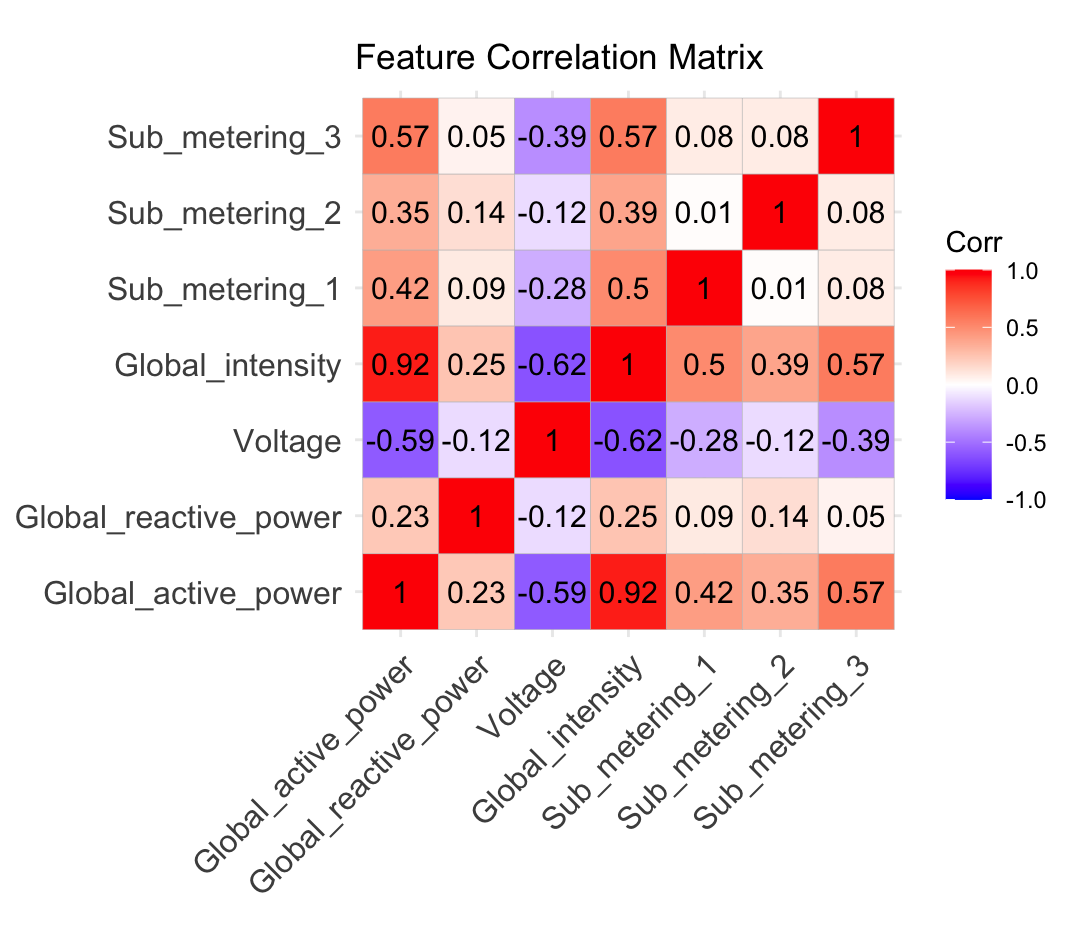 Feature Correlation Matrix
Sub_metering_3 0.57 0.05 -0.39 0.57 0.08 0.08 1
Sub_metering_2 0.35 0.14 -0.12 0.39 0.01 1 0.08
Sub_metering_1 0.42 0.09 -0.28 0.5 1 0.01 0.08
Global_intensity 0.92 0.25 -0.62 1 0.5 0.39 0.57
Voltage -0.59 -0.12 1 -0.62 -0.28 -0.12 -0.39
Global_reactive_power 0.23 1 -0.12 0.25 0.09 0.14 0.05
Global_active_power 1 0.23 -0.59 0.92 0.42 0.35 0.57
Global_active_power
Global_reactive_power
Voltage
Global_intensity
Sub_metering_1
Sub_metering_2
Sub_metering_3
Corr
1.0
0.5
0.0
-0.5
-1.0